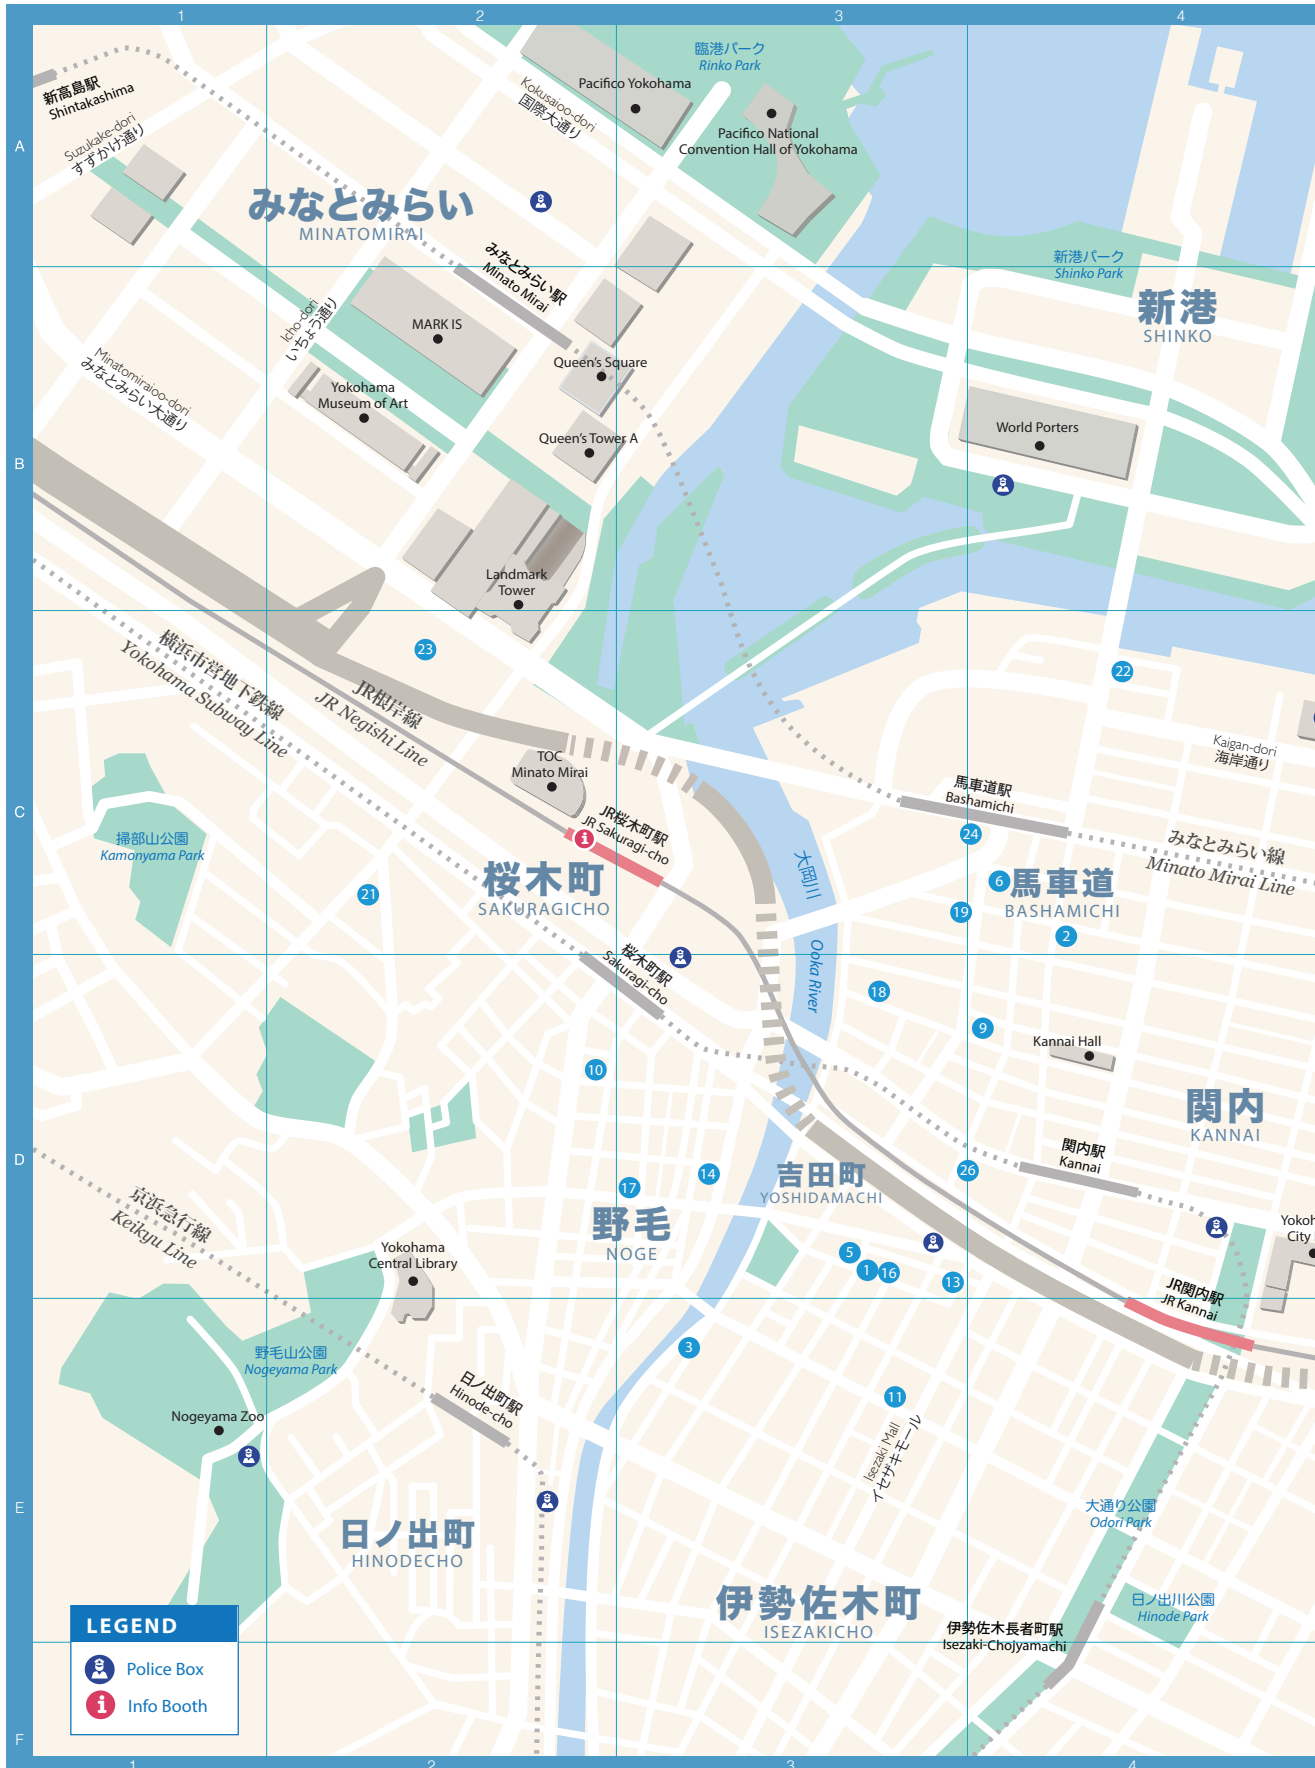 1
2
3
4
A
B
C
D
E
F
新高島駅
Shintakashima
Suzukake-dori
すずかけ通り
みなとみらい
MINATOMIRAI
Kokusaioo-dori
国際大通り
Pacifico Yokohama
臨港パーク
Rinko Park
Pacifico National
Convention Hall of Yokohama
みなとみらい駅
Minato Mirai
新港パーク
Shinko Park
新港
SHINKO
Icho-dori
いちょう通り
MARK IS
Minatomiraioo-dori
みなとみらい大通り
Yokohama
Museum of Art
Queen's Square
Queen's Tower A
World Porters
Landmark
Tower
23
22
横浜市営地下鉄線
Yokohama Subway Line
JR根岸線
JR Negishi Line
TOC
Minato Mirai
JR桜木町駅
JR Sakuragi-cho
Kaigan-dori
海岸通り
馬車道駅
Bashamichi
24
みなとみらい線
Minato Mirai Line
掃部山公園
Kamonyama Park
21
桜木町
SAKURAGICHO
大岡川
Ooka River
6
馬車道
BASHAMICHI
19
2
桜木町駅
Sakuragi-cho
18
9
Kannai Hall
10
関内
KANNAI
関内駅
Kannai
26
吉田町
YOSHIDAMACHI
14
17
野毛
NOGE
京浜急行線
Keikyu Line
Yokohama
Central Library
5
1
16
13
Yokoh
City
JR関内駅
JR Kannai
3
野毛山公園
Nogeyama Park
日ノ出町駅
Hinode-cho
11
Isezaki Mall
イセザキモール
Nogeyama Zoo
大通り公園
Odori Park
日ノ出町
HINODECHO
伊勢佐木町
ISEZAKICHO
日ノ出川公園
Hinode Park
伊勢佐木長者町駅
Isezaki-Chojyamachi
LEGEND
Police Box
Info Booth
1
2
3
4